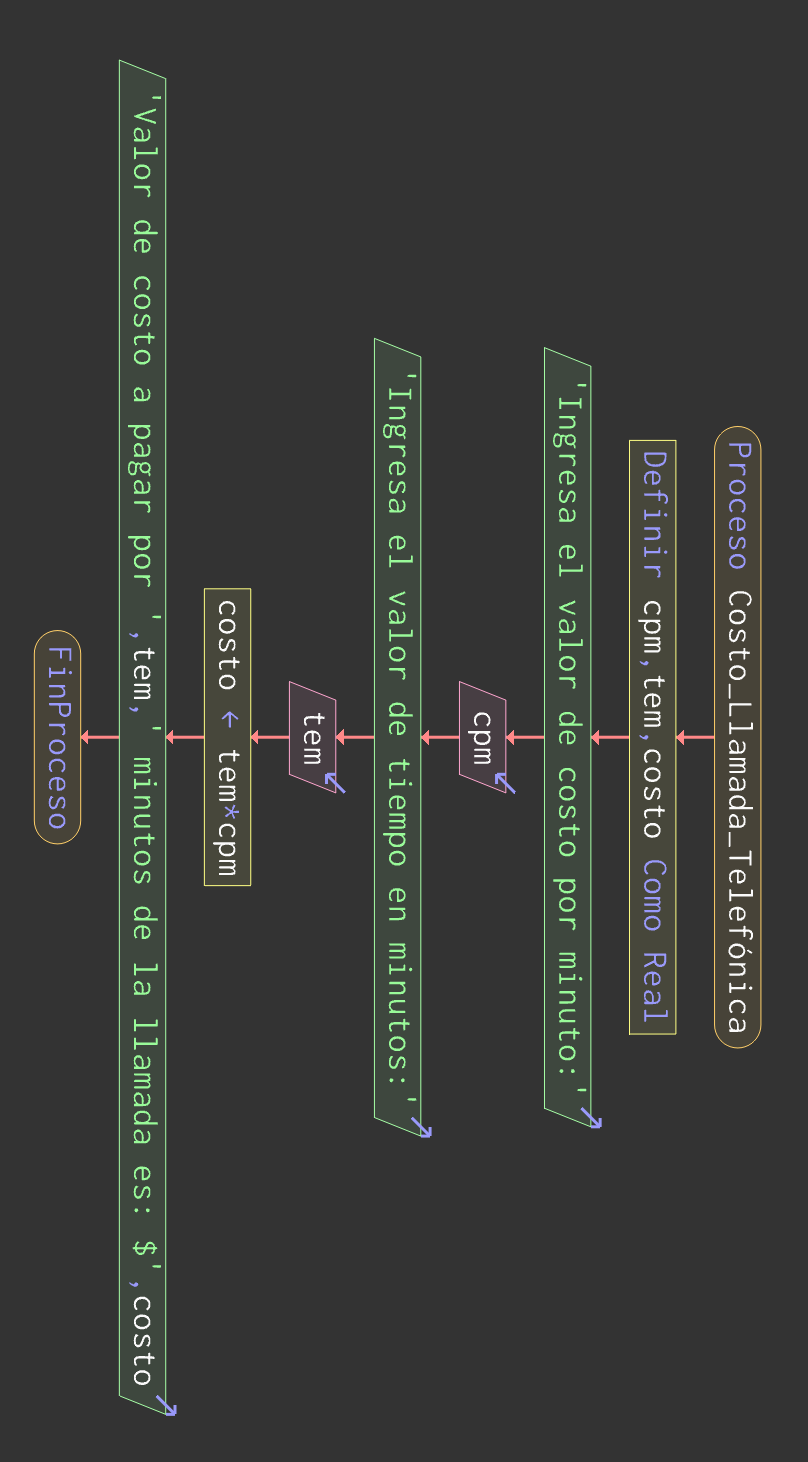 Proceso Costo_Llamada_Telefónica
Definir cpm,tem,costo Como Real
'Ingresa el valor de costo por minuto:'
cpm
'Ingresa el valor de tiempo en minutos:'
tem
costo ← tem*cpm
'Valor de costo a pagar por ',tem,' minutos de la llamada es: $',costo
FinProceso